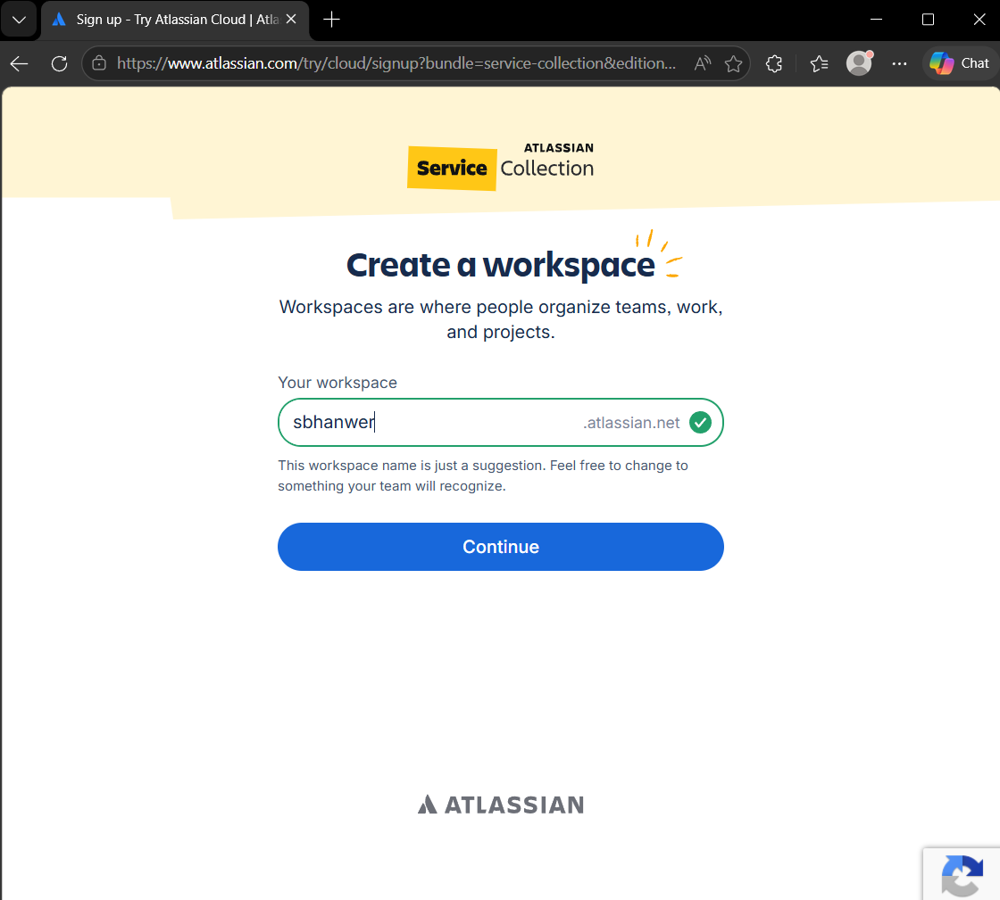 Sign up - Try Atlassian Cloud | Atla
https://www.atlassian.com/try/cloud/signup?bundle=service-collection&edition...
Chat
ATLASSIAN
Service Collection
Create a workspace
Workspaces are where people organize teams, work,
and projects.
Your workspace
sbhanwer
.atlassian.net
This workspace name is just a suggestion. Feel free to change to
something your team will recognize.
Continue
ATLASSIAN